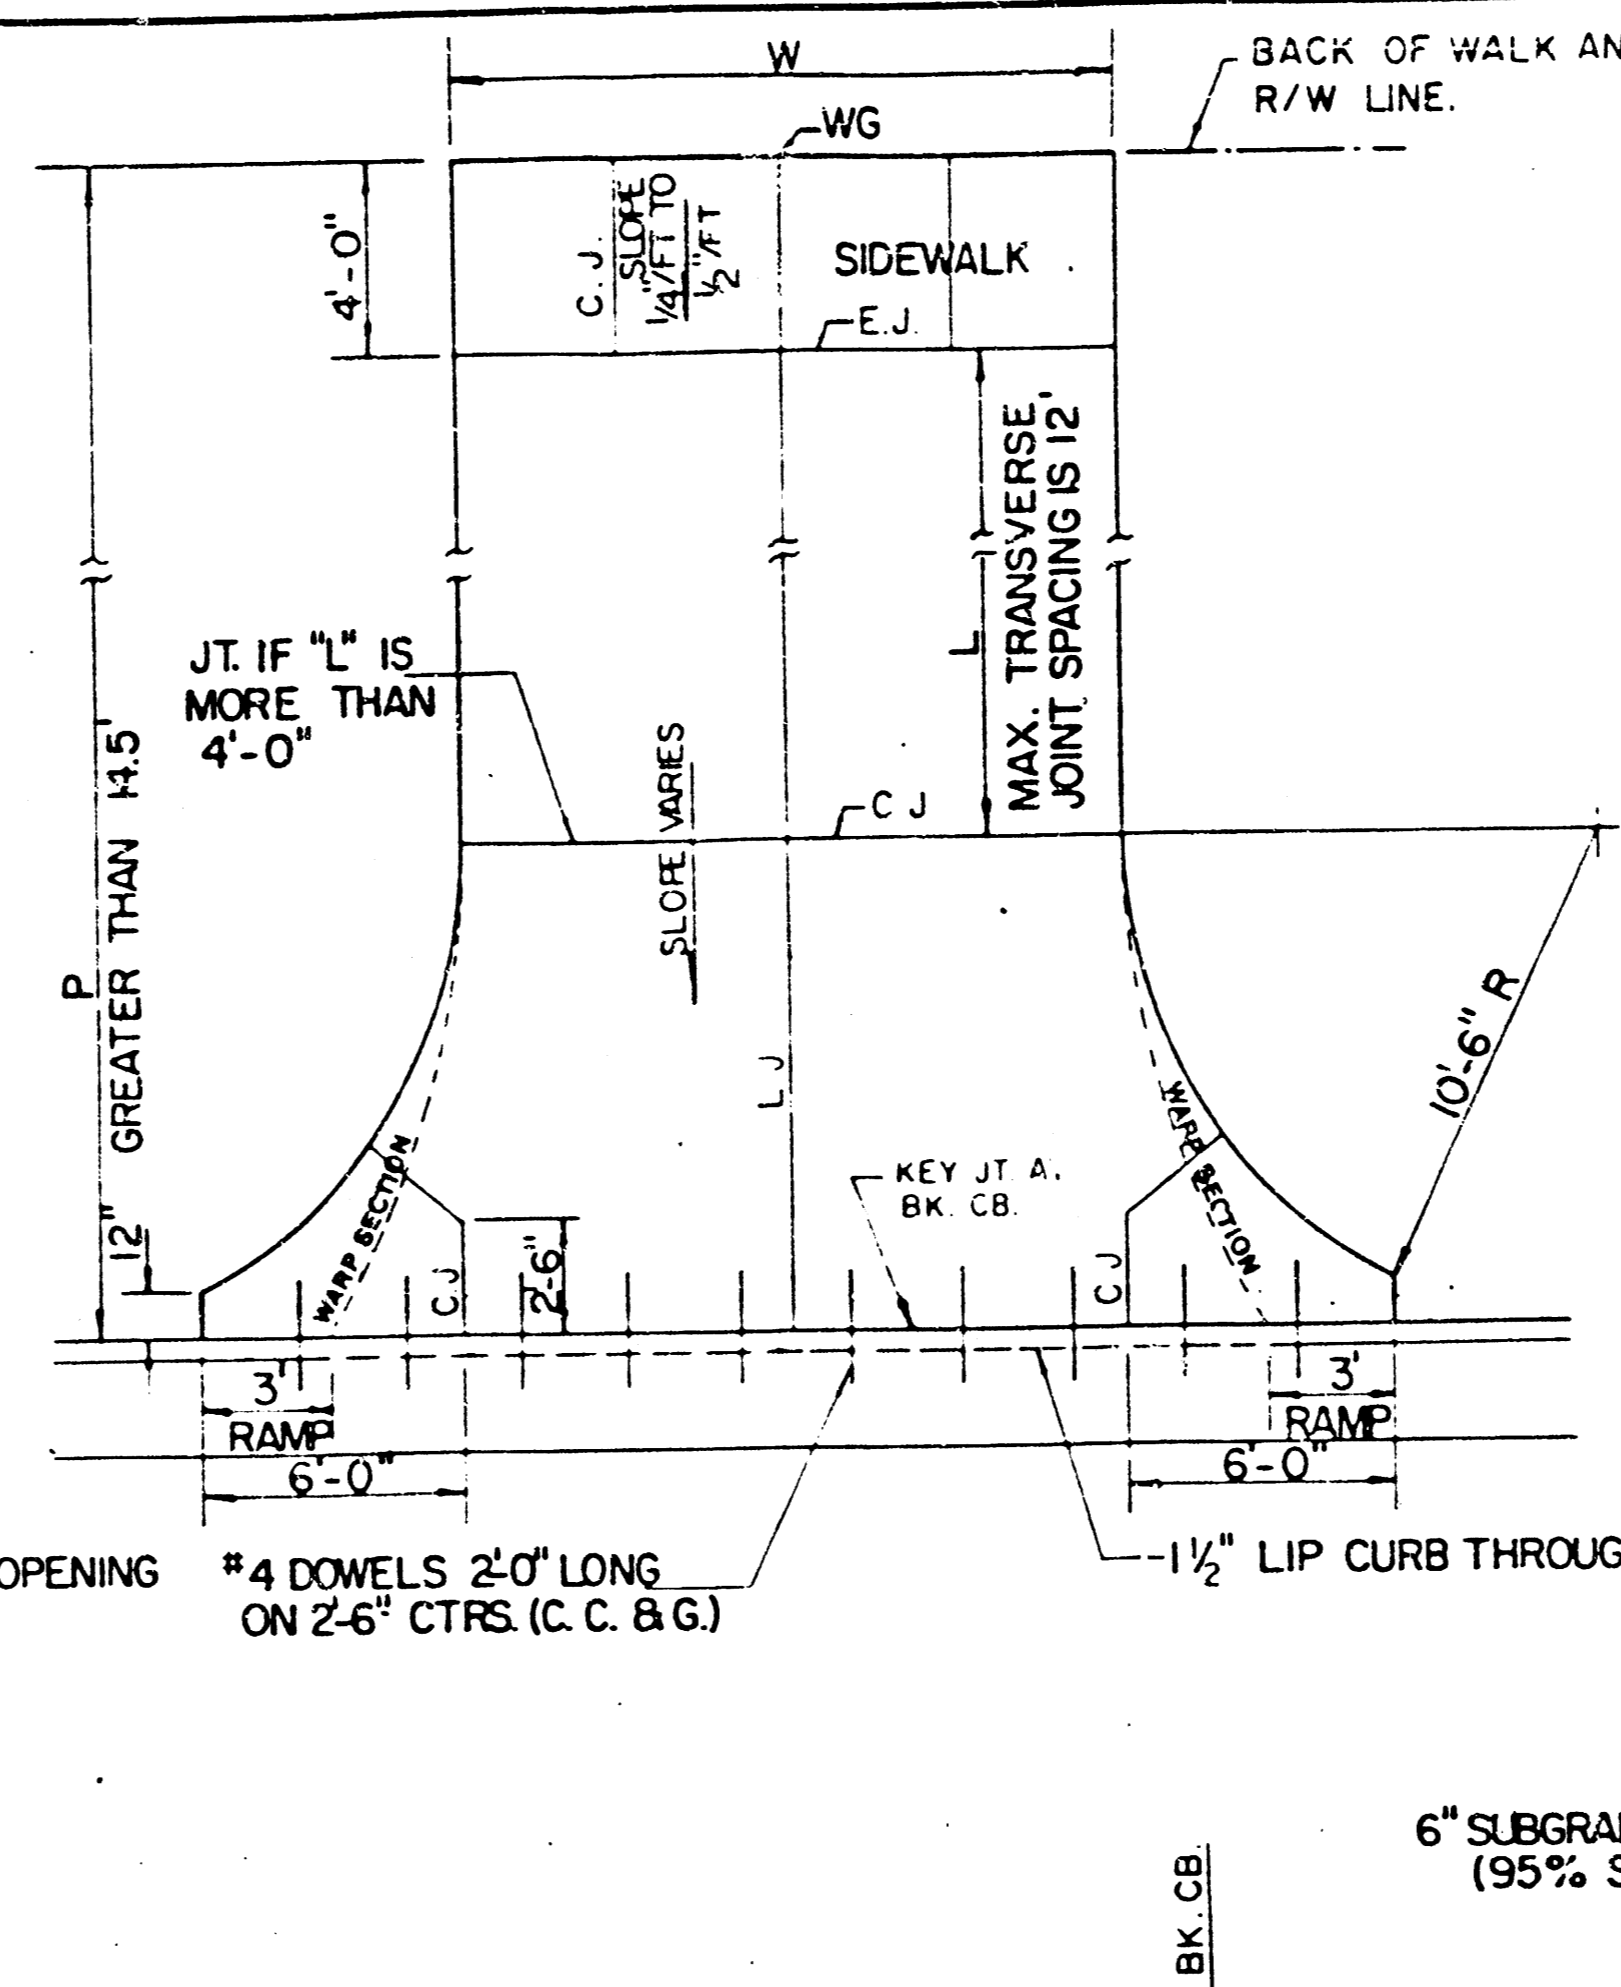 W
BACK OF WALK AN
R/W LINE.
WG
4'-0"
C. J.
SLOPE
1/4"/FT TO
1/2"/FT
SIDEWALK
E.J.
MAX. TRANSVERSE
JOINT SPACING IS 12'
L
JT. IF "L" IS
MORE THAN
4'-0"
SLOPE VARIES
C J
P
GREATER THAN
12"
10'-6" R
L J
WARP SECTION
WARP SECTION
KEY JT. A.
BK. CB.
C.J
2'-6"
C J
3'
RAMP
6'-0"
3'
RAMP
6'-0"
OPENING
#4 DOWELS 2'-0" LONG
ON 2'-6" CTRS. (C. C. & G.)
1 1/2" LIP CURB THROUG
6" SUBGRA
(95% S
BK. CB.